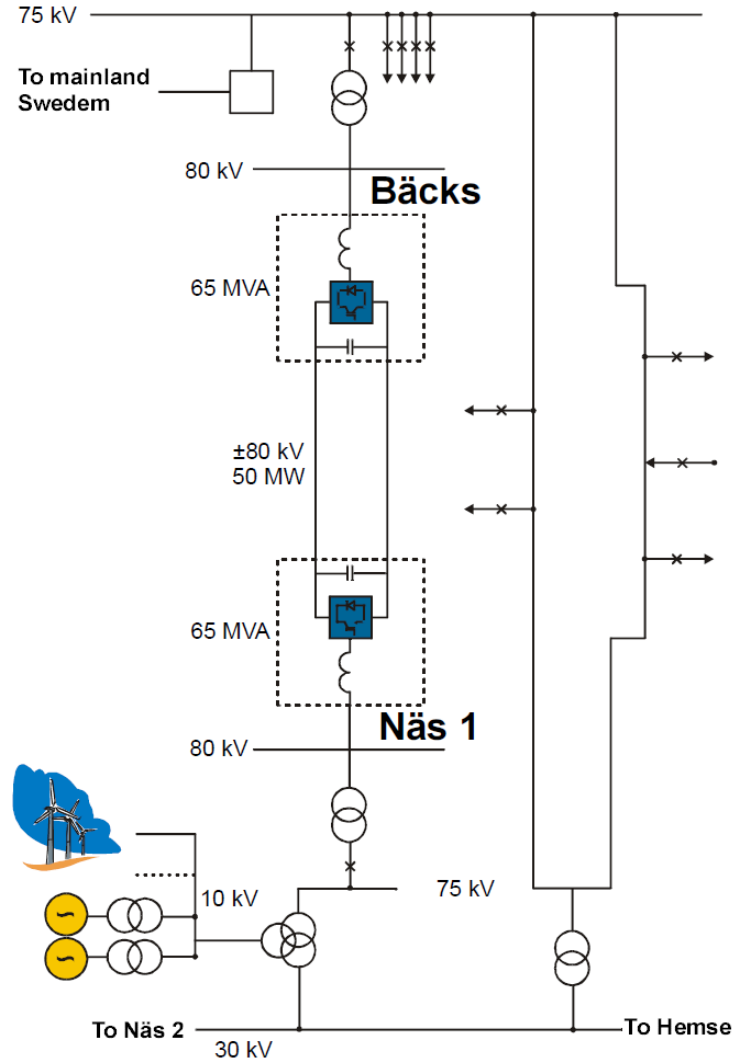 75 kV
To mainland
Swedem
80 kV
Bäcks
65 MVA
±80 kV
50 MW
65 MVA
Näs 1
80 kV
10 kV
75 kV
To Näs 2
30 kV
To Hemse